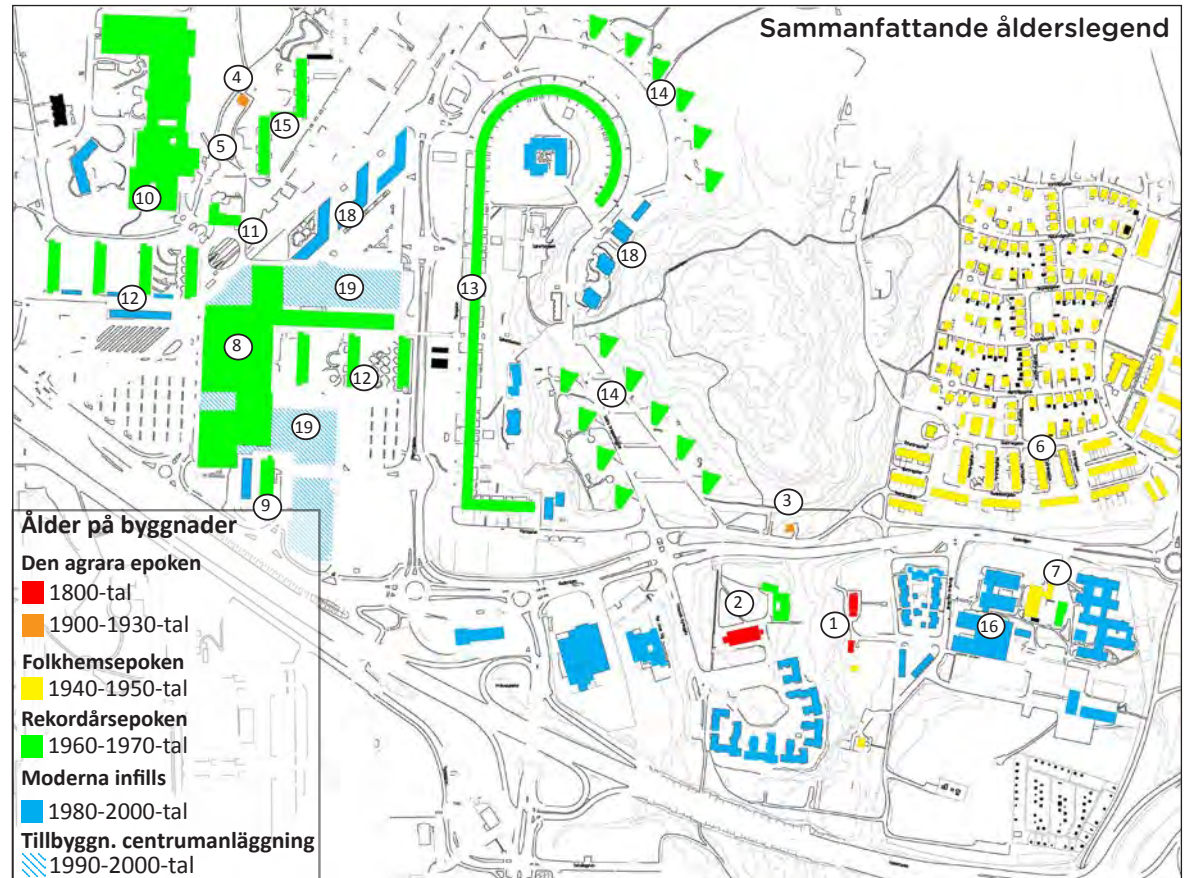 Sammanfattande ålderslegend
4
14
15
5
10
18
11
18
12
19
13
8
12
14
19
6
9
3
7
2
1
16
Ålder på byggnader
Den agrara epoken
1800-tal
1900-1930-tal
Folkhemsepoken
1940-1950-tal
Rekordårsepoken
1960-1970-tal
Moderna infills
1980-2000-tal
Tillbyggn. centrumanläggning
1990-2000-tal